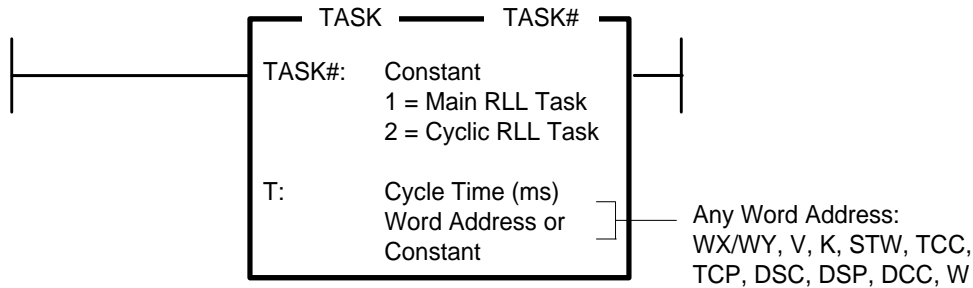 TASK TASK#
TASK#: Constant
1 = Main RLL Task
2 = Cyclic RLL Task
T: Cycle Time (ms)
Word Address or
Constant
Any Word Address:
WX/WY, V, K, STW, TCC,
TCP, DSC, DSP, DCC, W